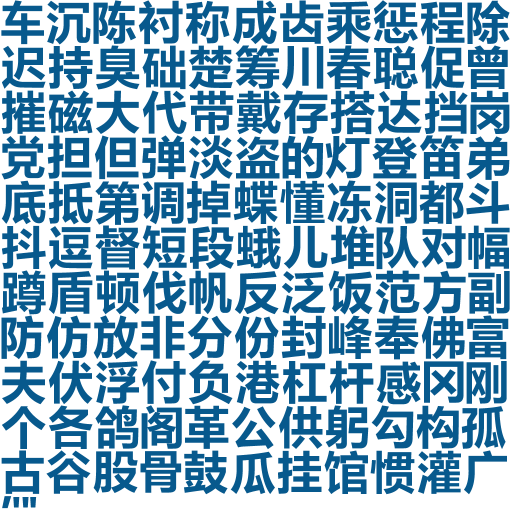 车沉陈衬称成齿乘惩程除
迟持臭础楚筹川春聪促曾
摧磁大代带戴存搭达挡岗
党担但弹淡盗的灯登笛弟
底抵第调掉蝶懂冻洞都斗
抖逗督短段蛾儿堆队对幅
蹲盾顿伐帆反泛饭范方副
防仿放非分份封峰奉佛富
夫伏浮付负港杠杆感冈刚
个各鸽阁革公供躬勾构孤
古谷股骨鼓瓜挂馆惯灌广